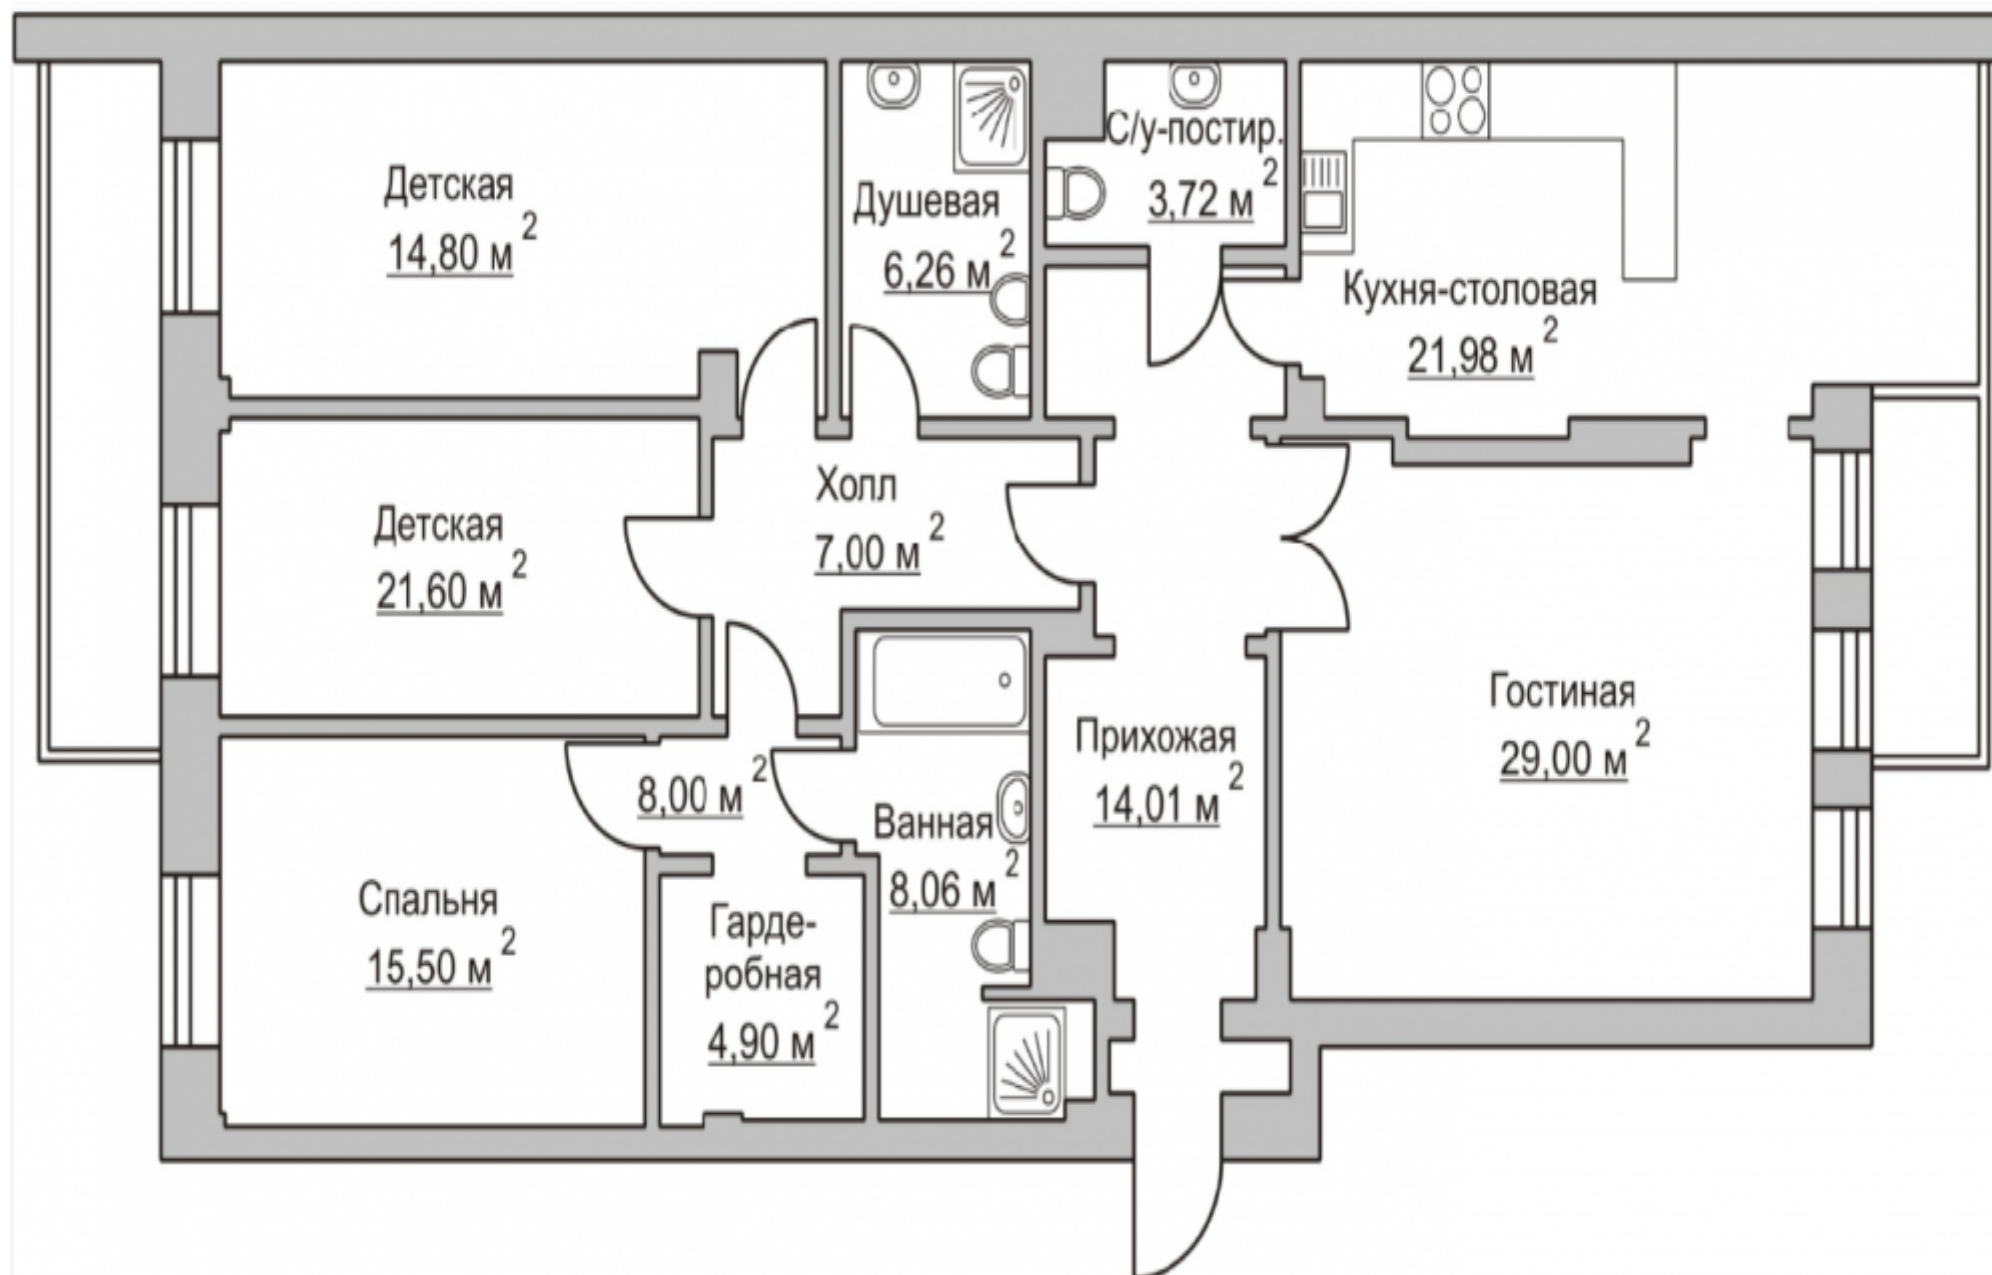 Детская
14,80 м²
Душевая
6,26 м²
С/у-постир.
3,72 м²
Кухня-столовая
21,98 м²
Детская
21,60 м²
Холл
7,00 м²
Гостиная
29,00 м²
Прихожая
14,01 м²
8,00 м²
Ванная
8,06 м²
Спальня
15,50 м²
Гарде-
робная
4,90 м²